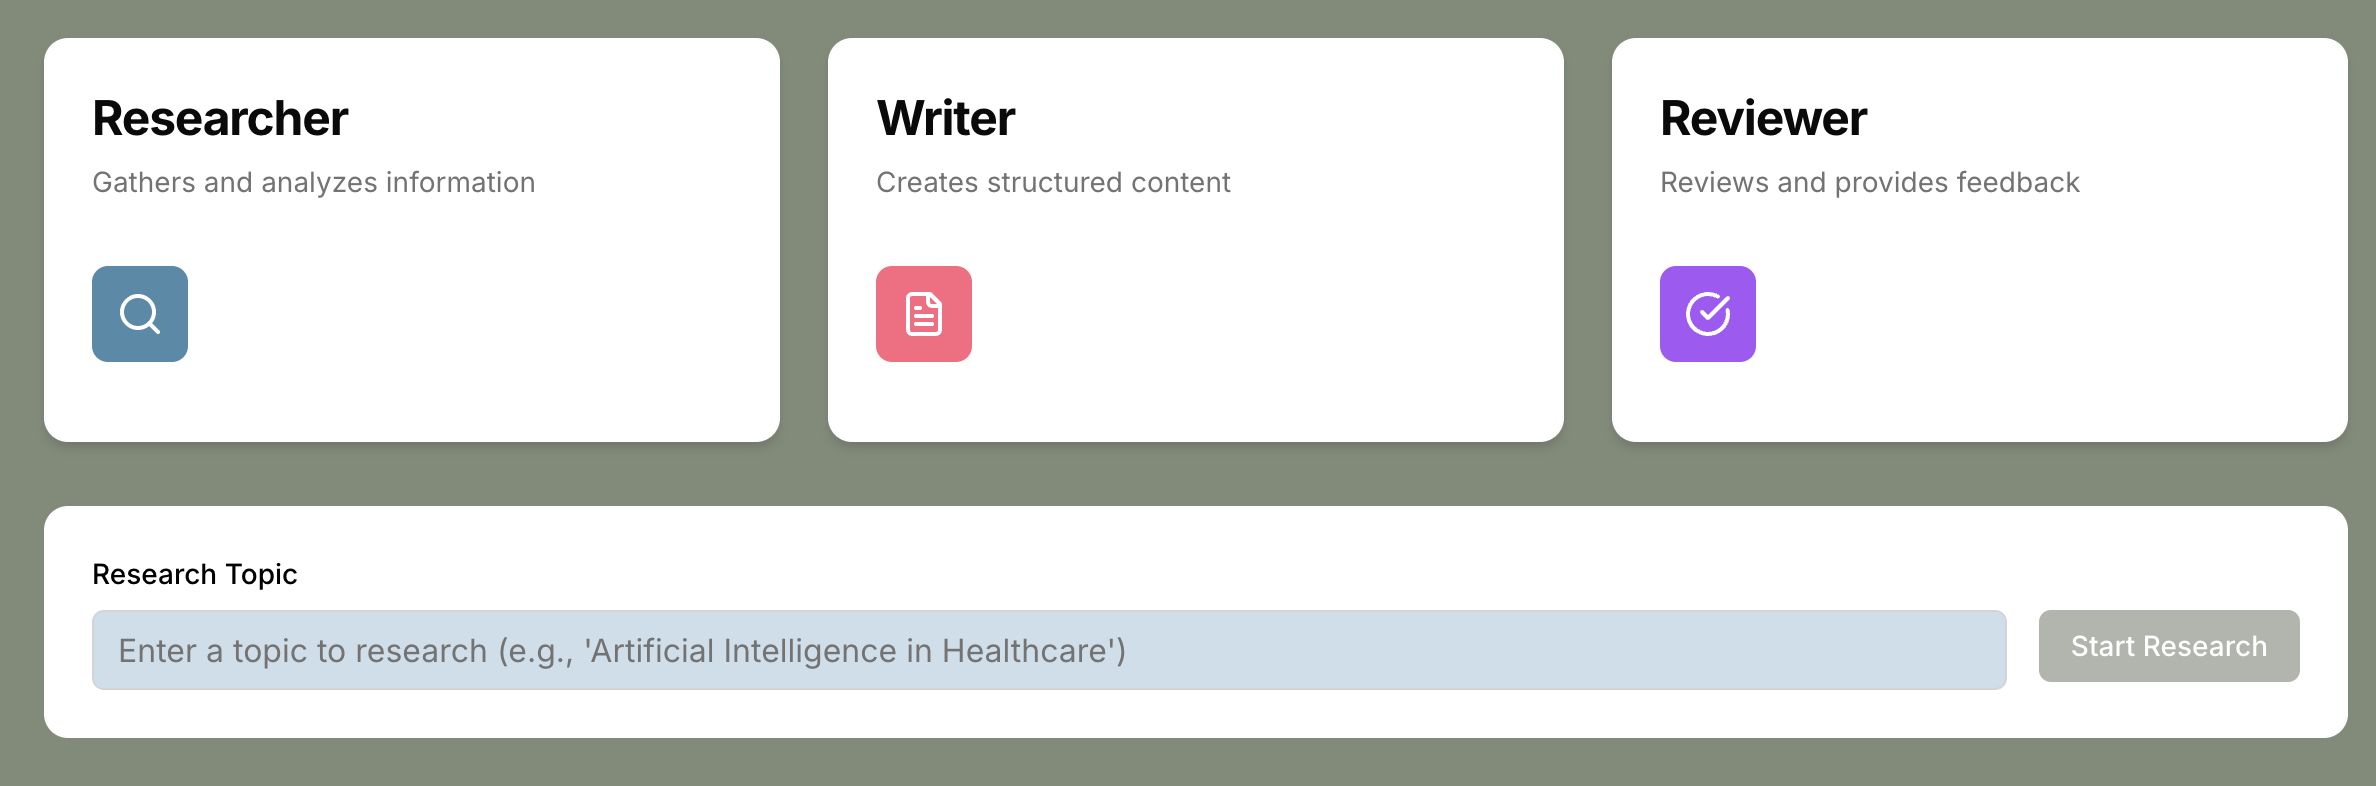 Researcher
Gathers and analyzes information
Writer
Creates structured content
Reviewer
Reviews and provides feedback
Research Topic
Enter a topic to research (e.g., 'Artificial Intelligence in Healthcare')
Start Research